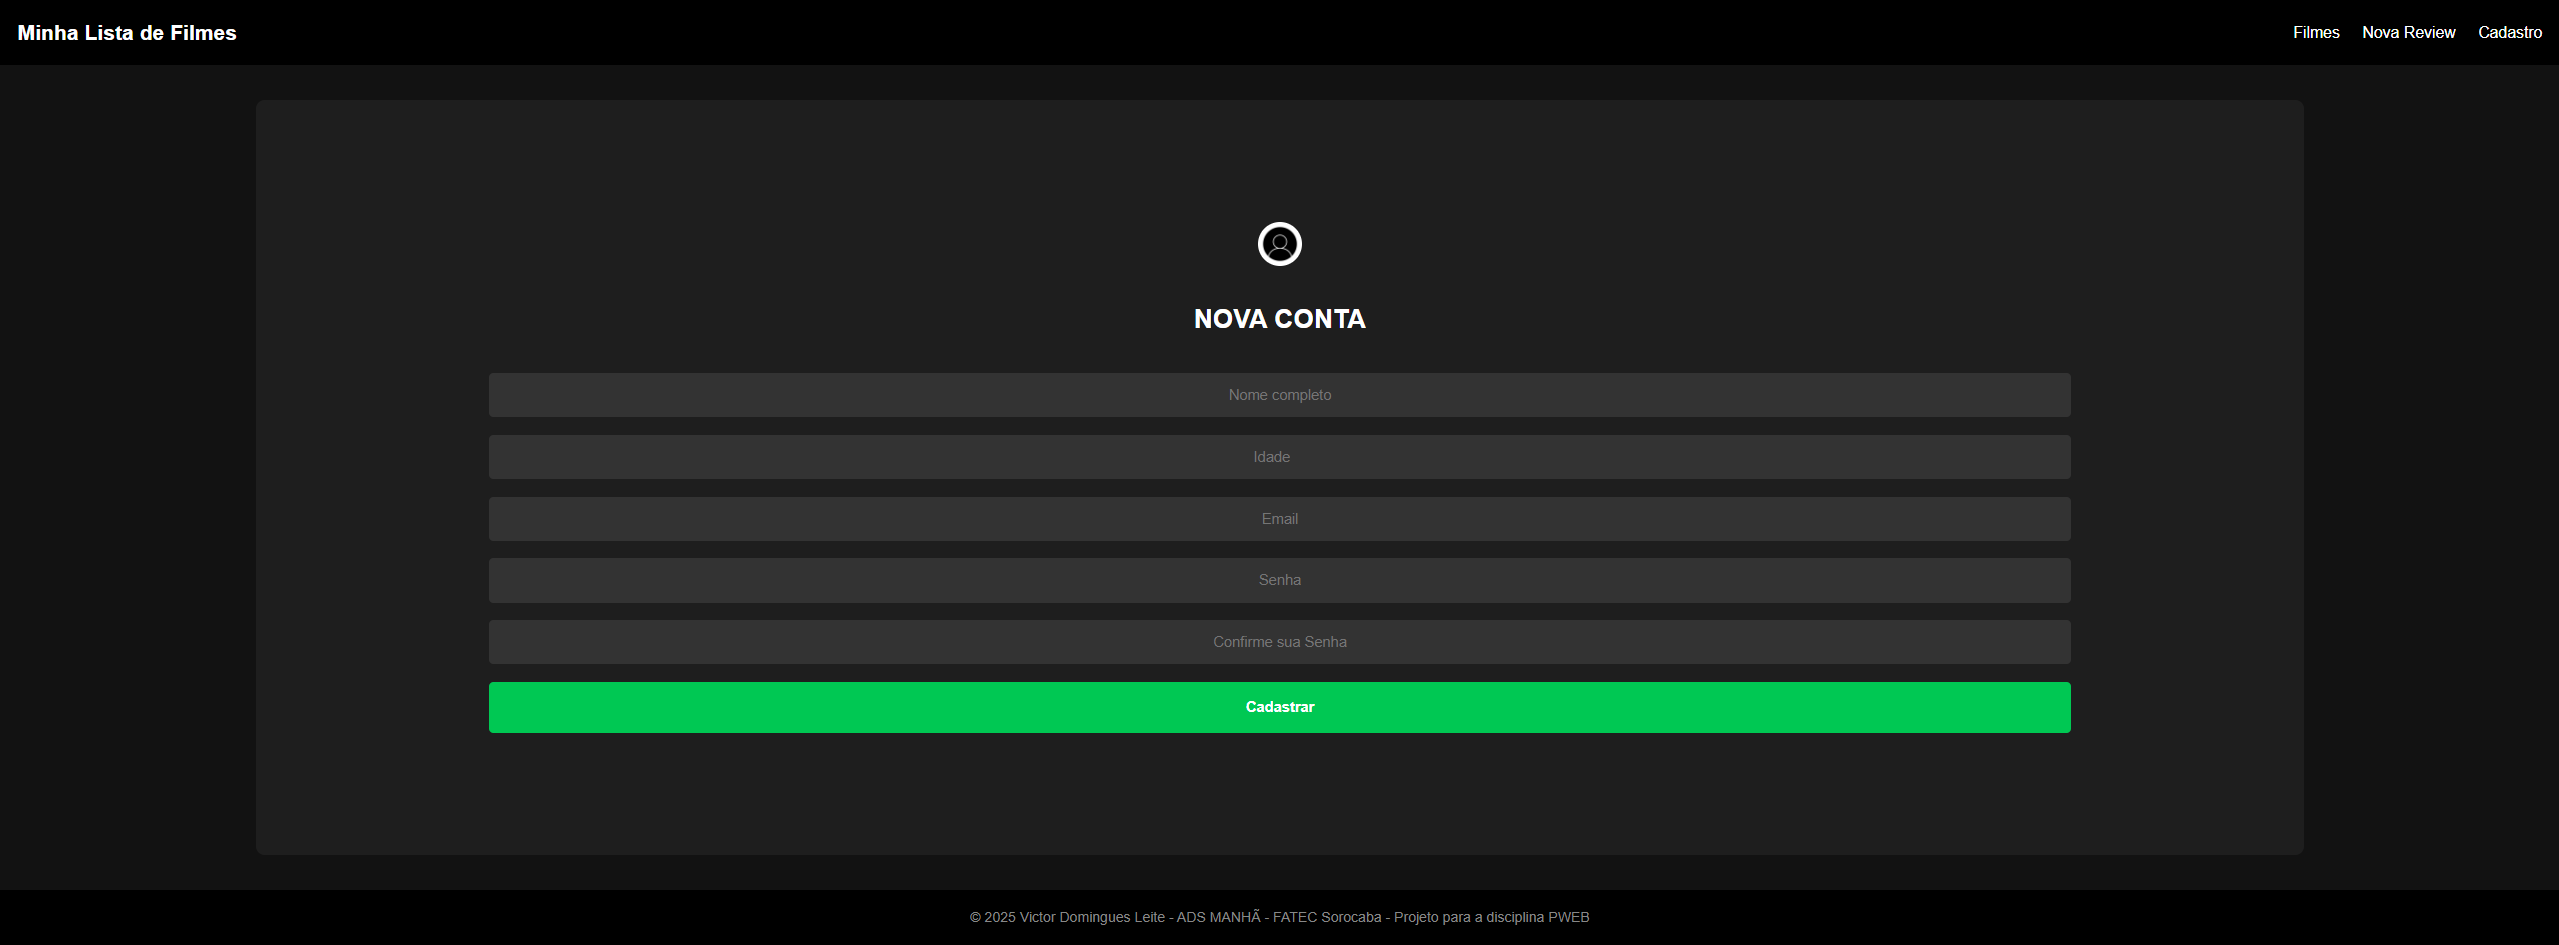 Minha Lista de Filmes
Filmes Nova Review Cadastro
NOVA CONTA
Nome completo
Idade
Email
Senha
Confirme sua Senha
Cadastrar
© 2025 Victor Domingues Leite - ADS MANHÃ - FATEC Sorocaba - Projeto para a disciplina PWEB